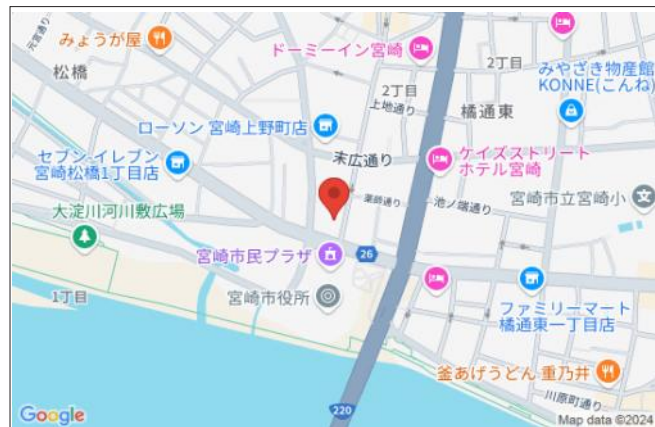 元宮通り
みょうが屋
松橋
ドーミーイン宮崎
2丁目
2丁目
みやざき物産館
KONNE(こんね)
上地通り
橘通東
ローソン 宮崎上野町店
セブン-イレブン
宮崎松橋1丁目店
末広通り
ケイズストリート
ホテル宮崎
薬師通り
池ノ端通り
宮崎市立宮崎小
大淀川河川敷広場
宮崎市民プラザ
26
1丁目
宮崎市役所
ファミリーマート
橘通東一丁目店
釜あげうどん 重乃井
川原町通り
220
Google
Map data ©2024